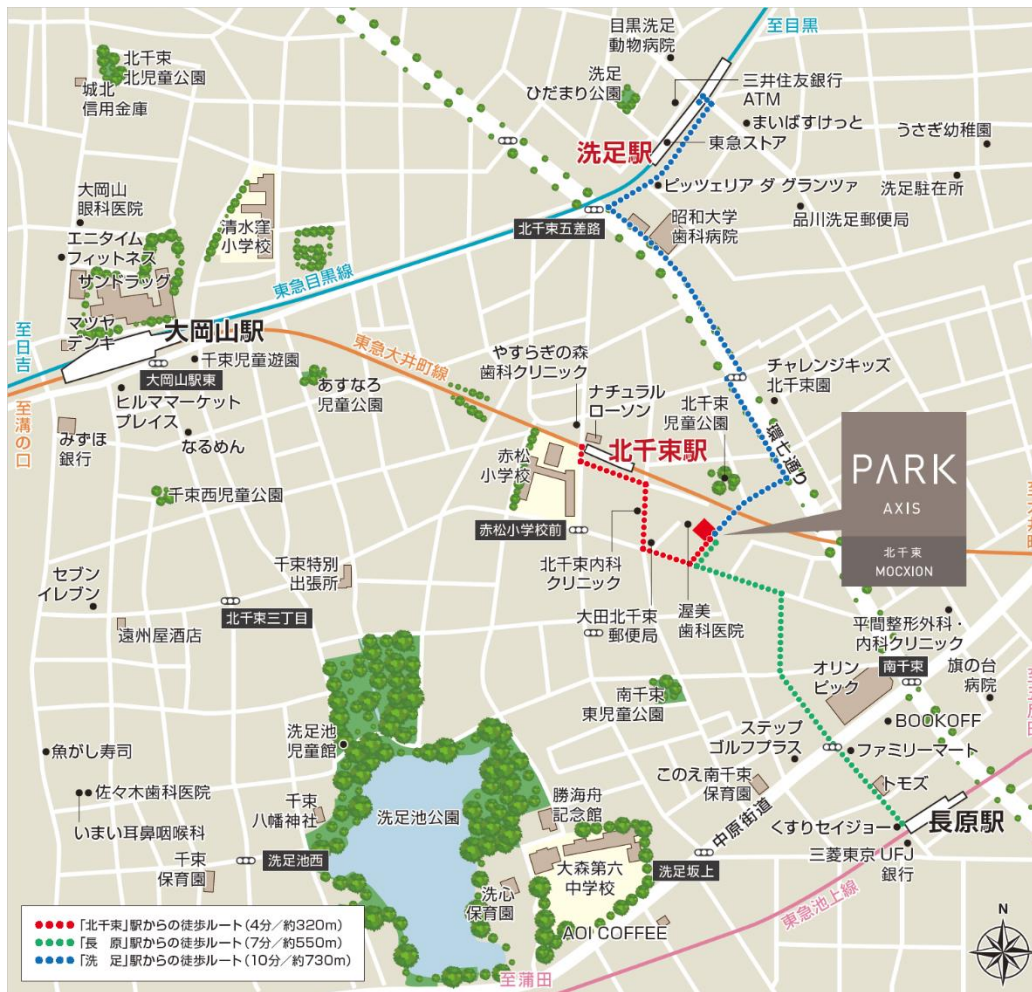 至目黒
目黒洗足
動物病院
北千束
北児童公園
城北
信用金庫
洗足
ひだまり公園
三井住友銀行
ATM
まいばすけっと
東急ストア
うさぎ幼稚園
洗足駅
洗足駐在所
ピッツェリア ダ グランツァ
品川洗足郵便局
昭和大学
歯科病院
北千束五差路
大岡山
眼科医院
清水窪
小学校
エニタイム
フィットネス
サンドラッグ
東急目黒線
マツヤ
デンキ
大岡山駅
至日吉
千束児童遊園
大岡山駅東
東急大井町線
やすらぎの森
歯科クリニック
あすなろ
児童公園
ナチュラル
ローソン
北千束
児童公園
チャレンジキッズ
北千束園
環七通り
至溝の口
ヒルママーケット
プレイス
みずほ
銀行
なるめん
北千束駅
赤松
小学校
PARK
AXIS
北千束
MOCXION
千束西児童公園
赤松小学校前
北千束内科
クリニック
渥美
歯科医院
大田北千束
郵便局
千束特別
出張所
セブン
イレブン
北千束三丁目
遠州屋酒店
平間整形外科・
内科クリニック
南千束
旗の台
病院
オリン
ピック
BOOKOFF
南千束
東児童公園
ステップ
ゴルフプラス
ファミリーマート
洗足池
児童館
魚がし寿司
このえ南千束
保育園
トモズ
佐々木歯科医院
いまい耳鼻咽喉科
千束
八幡神社
洗足池公園
勝海舟
記念館
中原街道
くすりセイジョー
長原駅
三菱東京UFJ
銀行
千束
保育園
洗足池西
大森第六
中学校
洗足坂上
洗心
保育園
東急池上線
AOI COFFEE
至蒲田
N
「北千束」駅からの徒歩ルート(4分／約320m)
「長　原」駅からの徒歩ルート(7分／約550m)
「洗　足」駅からの徒歩ルート(10分／約730m)